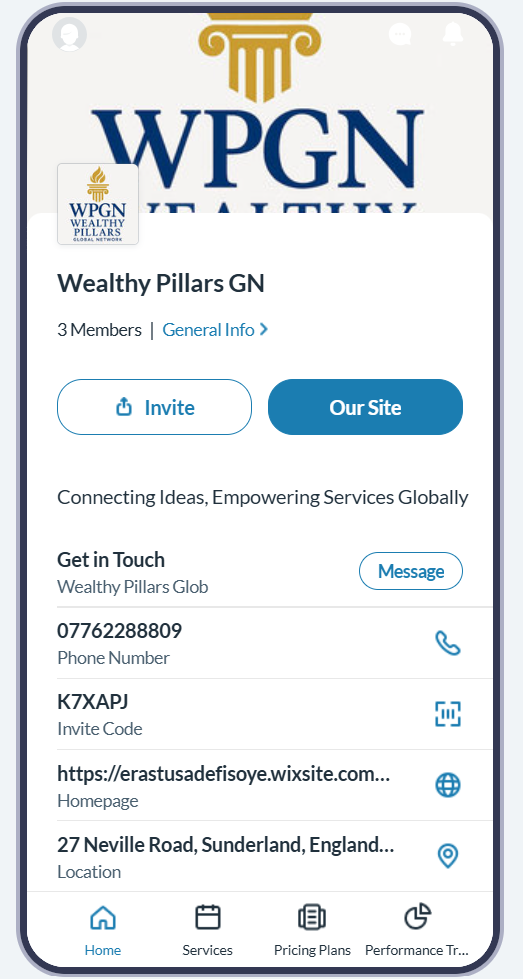 WPGN
WEALTHY
WPGN
WEALTHY
PILLARS
GLOBAL NETWORK
Wealthy Pillars GN
3 Members | General Info >
Invite
Our Site
Connecting Ideas, Empowering Services Globally
Get in Touch
Message
Wealthy Pillars Glob
07762288809
Phone Number
K7XAPJ
Invite Code
https://erastusadefisoye.wixsite.com...
Homepage
27 Neville Road, Sunderland, England...
Location
Home
Services
Pricing Plans
Performance Tr...